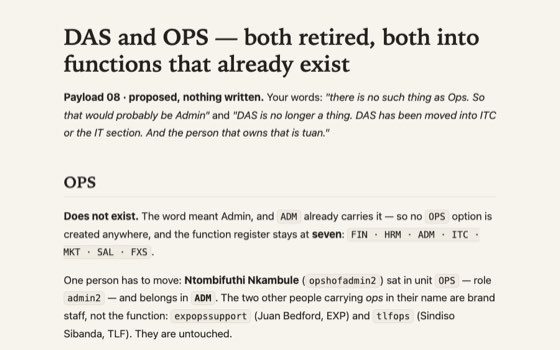 DAS and OPS — both retired, both into
functions that already exist
Payload 08 · proposed, nothing written. Your words: "there is no such thing as Ops. So
that would probably be Admin" and "DAS is no longer a thing. DAS has been moved into ITC
or the IT section. And the person that owns that is tuan."
OPS
Does not exist. The word meant Admin, and ADM already carries it — so no OPS option is
created anywhere, and the function register stays at seven: FIN · HRM · ADM · ITC ·
MKT · SAL · FXS .
One person has to move: Ntombifuthi Nkambule ( opshofadmin2 ) sat in unit OPS — role
admin2 — and belongs in ADM . The two other people carrying ops in their name are brand
staff, not the function: expopssupport (Juan Bedford, EXP) and tlfops (Sindiso
Sibanda, TLF). They are untouched.